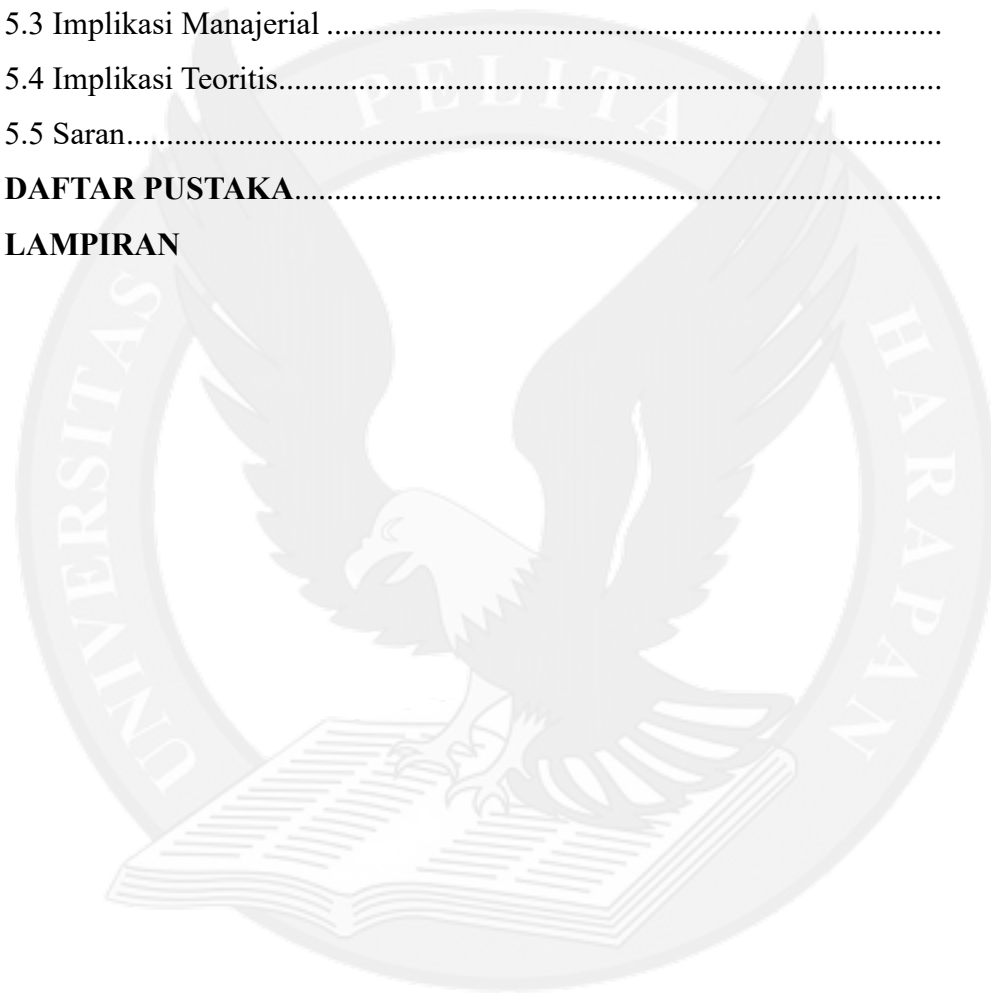 5.3 Implikasi Manajerial ..............................................................................
5.4 Implikasi Teoritis....................................................................................
5.5 Saran.......................................................................................................
DAFTAR PUSTAKA..................................................................................
LAMPIRAN
UNIVERSITAS PELITA HARAPAN